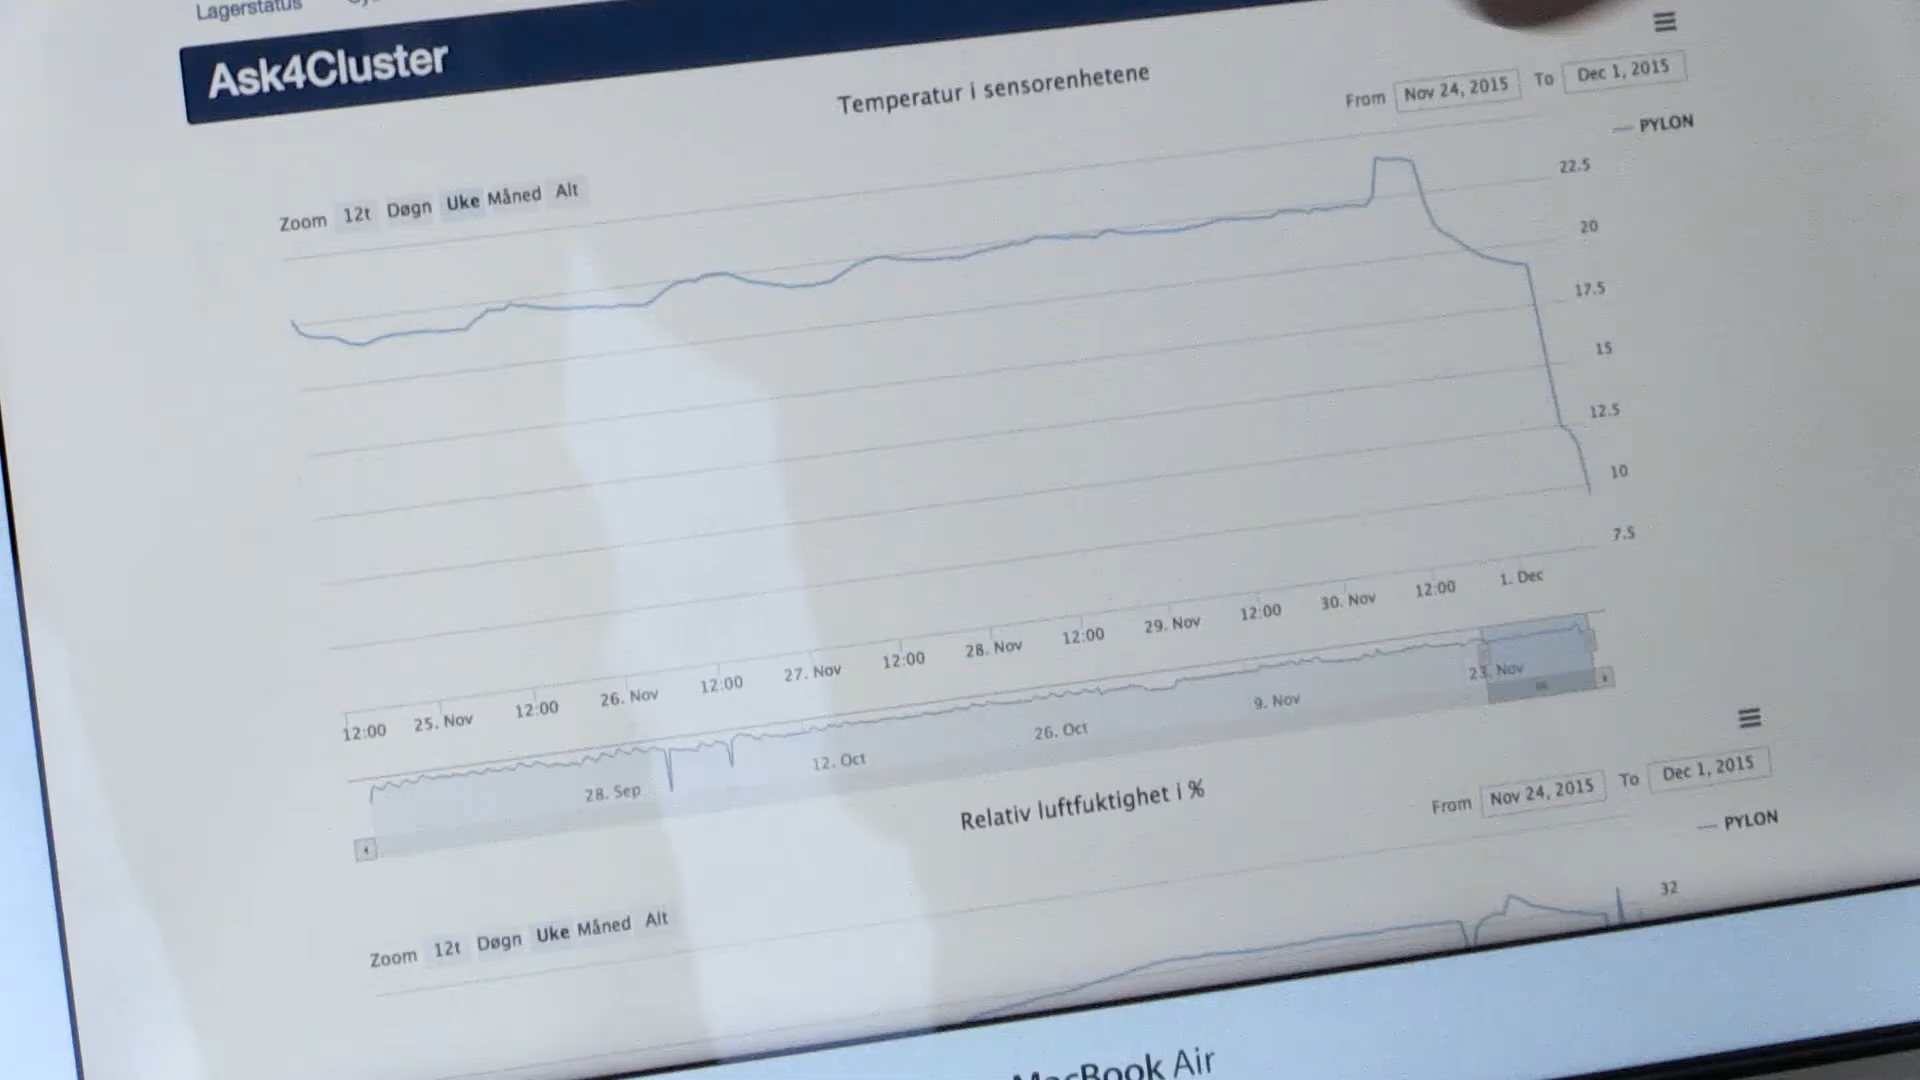 Lagerstatus
Ask4Cluster
Temperatur i sensorenhetene
From Nov 24, 2015 To Dec 1, 2015
PYLON
Zoom 12t Døgn Uke Måned Alt
22.5
20
17.5
15
12.5
10
7.5
12:00 25. Nov 12:00 26. Nov 12:00 27. Nov 12:00 28. Nov 12:00 29. Nov 12:00 30. Nov 12:00 1. Dec
28. Sep 12. Oct 26. Oct 9. Nov 23. Nov
Relativ luftfuktighet i %
From Nov 24, 2015 To Dec 1, 2015
PYLON
Zoom 12t Døgn Uke Måned Alt
32
MacBook Air